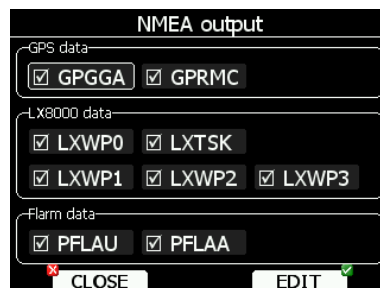 NMEA output
GPS data
GPGGA GPRMC
LX8000 data
LXWP0 LXTSK
LXWP1 LXWP2 LXWP3
Flarm data
PFLAU PFLAA
CLOSE EDIT